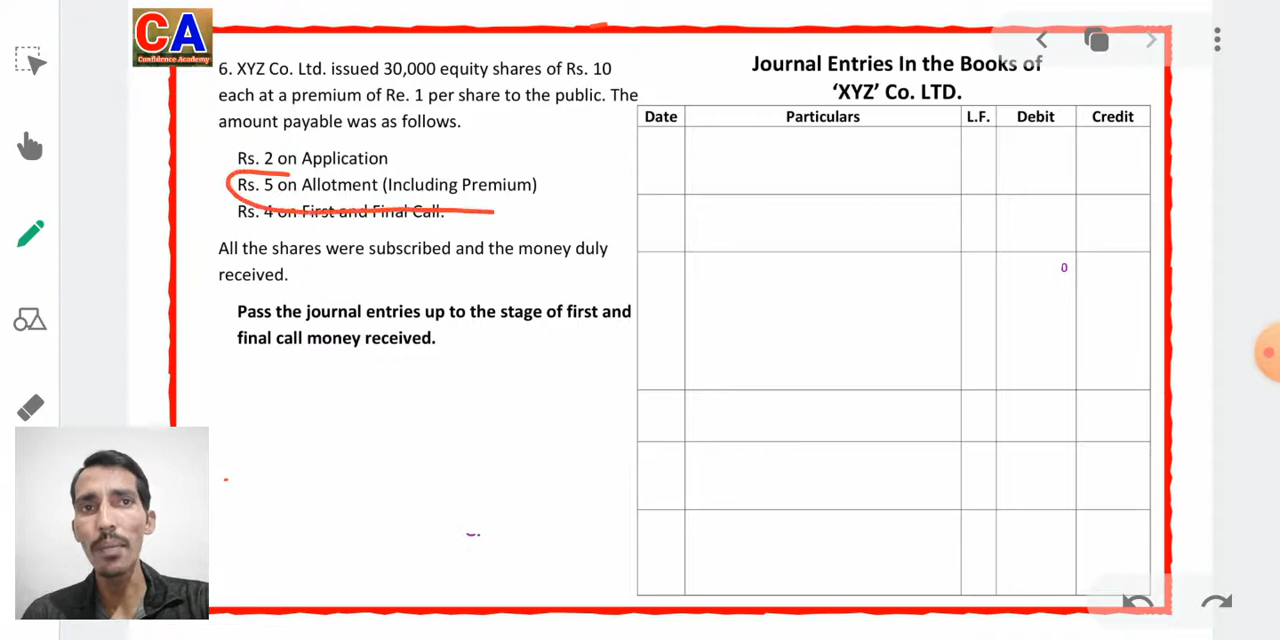 CA
Confidence Academy
6. XYZ Co. Ltd. issued 30,000 equity shares of Rs. 10
each at a premium of Re. 1 per share to the public. The
amount payable was as follows.
Rs. 2 on Application
Rs. 5 on Allotment (Including Premium)
Rs. 4 on First and Final Call.
All the shares were subscribed and the money duly
received.
Pass the journal entries up to the stage of first and
final call money received.
Journal Entries In the Books of
‘XYZ’ Co. LTD.
Date Particulars L.F. Debit Credit
0